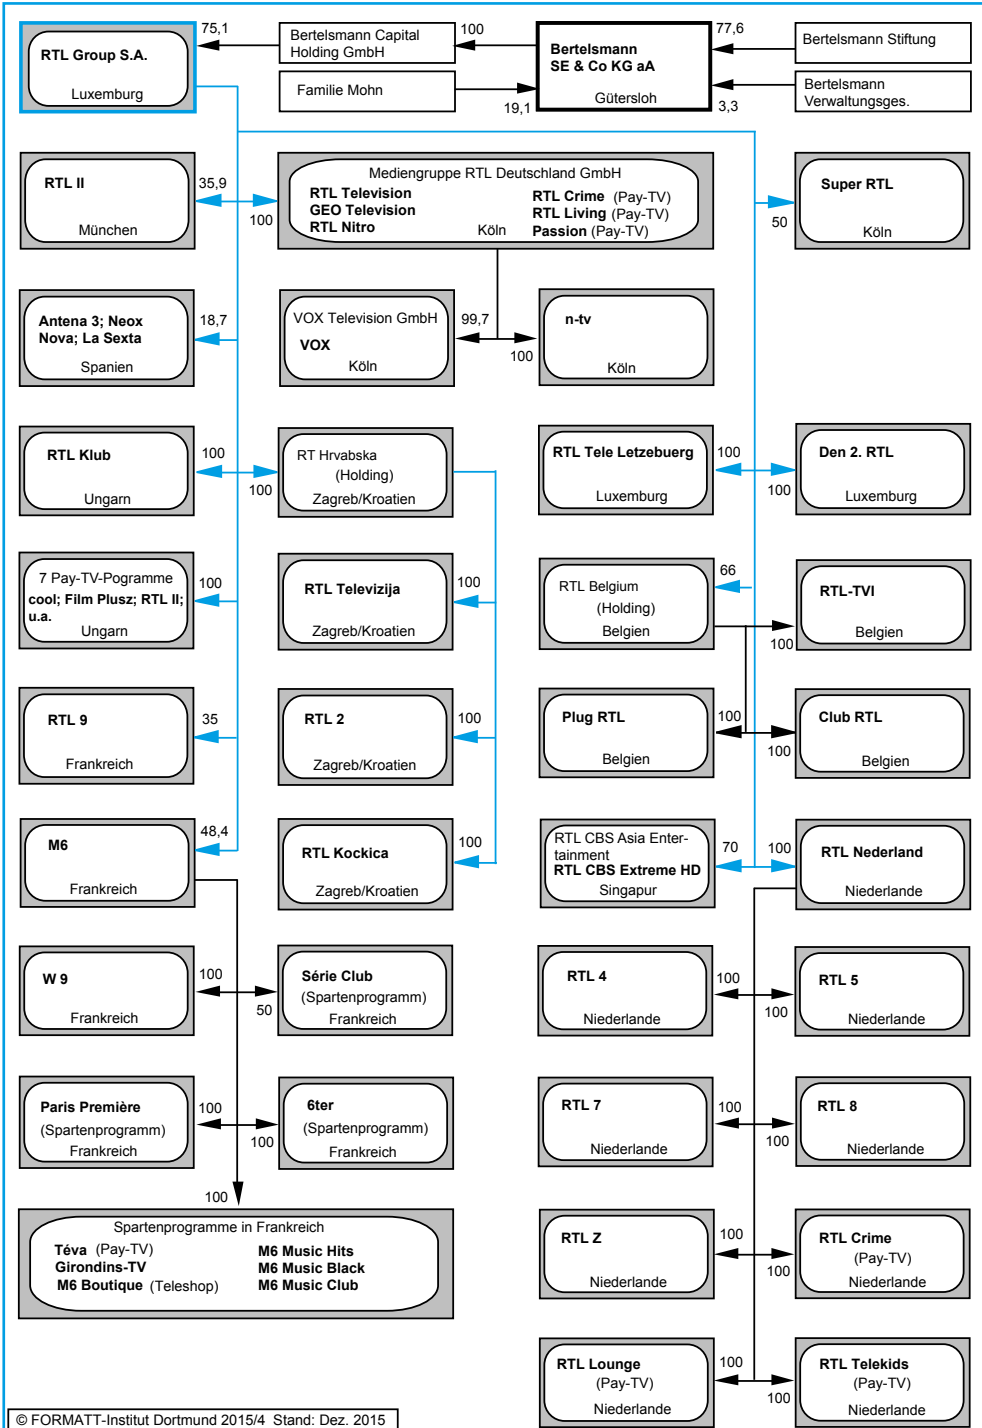 75,1
Bertelsmann Capital
Holding GmbH
100
Bertelsmann
SE & Co KG aA
Gütersloh
77,6
Bertelsmann Stiftung
RTL Group S.A.
Luxemburg
Familie Mohn
19,1
3,3
Bertelsmann
Verwaltungsges.
RTL II
München
35,9
100
Mediengruppe RTL Deutschland GmbH
RTL Television
GEO Television
RTL Nitro
Köln
RTL Crime (Pay-TV)
RTL Living (Pay-TV)
Passion (Pay-TV)
50
Super RTL
Köln
Antena 3; Neox
Nova; La Sexta
Spanien
18,7
VOX Television GmbH
VOX
Köln
99,7
100
n-tv
Köln
RTL Klub
Ungarn
100
100
RT Hrvabska
(Holding)
Zagreb/Kroatien
RTL Tele Letzebuerg
Luxemburg
100
100
Den 2. RTL
Luxemburg
7 Pay-TV-Pogramme
cool; Film Plusz; RTL II;
u.a.
Ungarn
100
RTL Televizija
Zagreb/Kroatien
100
RTL Belgium
(Holding)
Belgien
66
100
RTL-TVI
Belgien
RTL 9
Frankreich
35
RTL 2
Zagreb/Kroatien
100
Plug RTL
Belgien
100
100
Club RTL
Belgien
M6
Frankreich
48,4
RTL Kockica
Zagreb/Kroatien
100
RTL CBS Asia Enter-
tainment
RTL CBS Extreme HD
Singapur
70
100
RTL Nederland
Niederlande
W 9
Frankreich
100
50
Série Club
(Spartenprogramm)
Frankreich
RTL 4
Niederlande
100
100
RTL 5
Niederlande
Paris Première
(Spartenprogramm)
Frankreich
100
100
6ter
(Spartenprogramm)
Frankreich
RTL 7
Niederlande
100
100
RTL 8
Niederlande
100
Spartenprogramme in Frankreich
Téva (Pay-TV)
Girondins-TV
M6 Boutique (Teleshop)
M6 Music Hits
M6 Music Black
M6 Music Club
RTL Z
Niederlande
100
100
RTL Crime
(Pay-TV)
Niederlande
RTL Lounge
(Pay-TV)
Niederlande
100
100
RTL Telekids
(Pay-TV)
Niederlande
© FORMATT-Institut Dortmund 2015/4 Stand: Dez. 2015